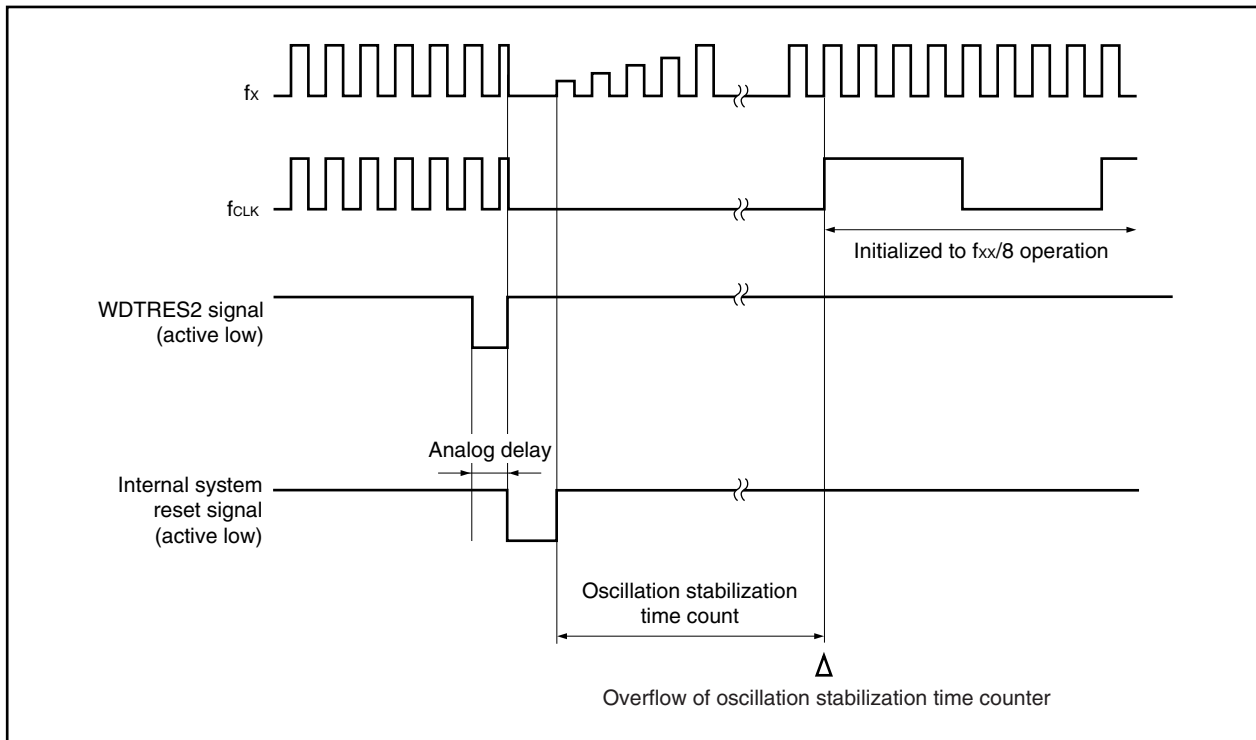 fX
fCLK
Initialized to fXX/8 operation
WDTRES2 signal
(active low)
Analog delay
Internal system
reset signal
(active low)
Oscillation stabilization
time count
Overflow of oscillation stabilization time counter